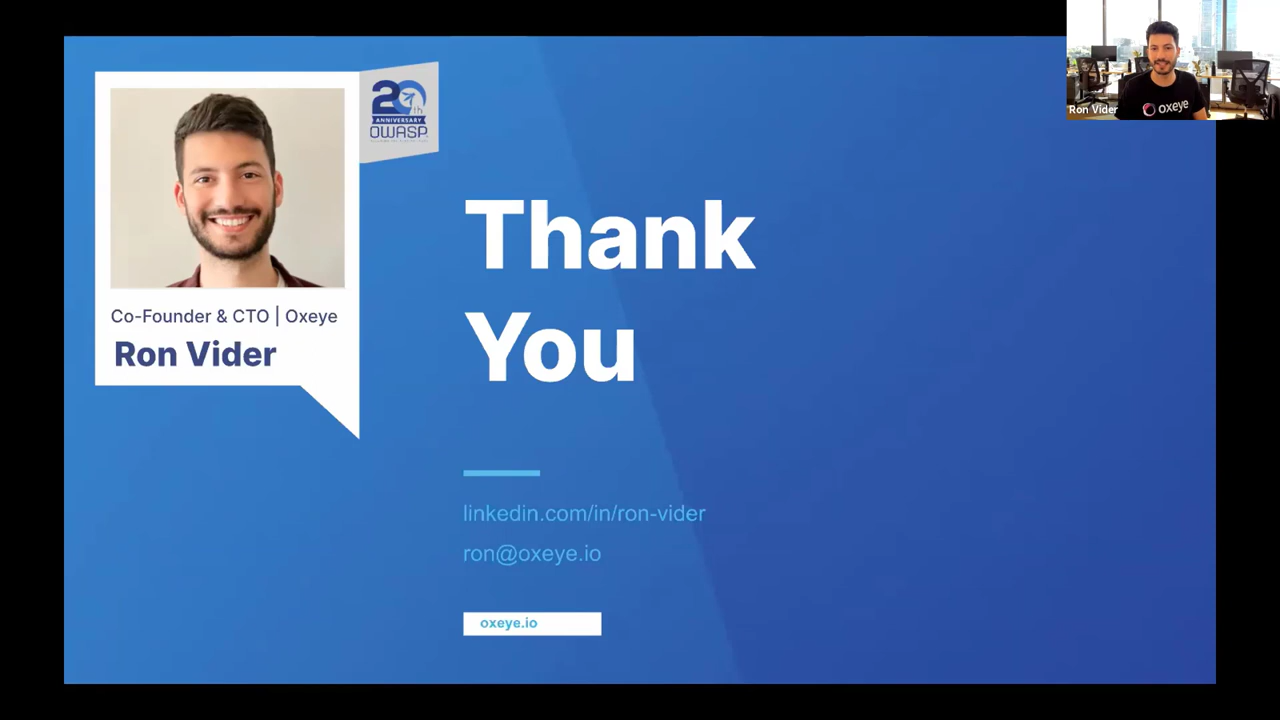 20th
ANNIVERSARY
OWASP
Co-Founder & CTO | Oxeye
Ron Vider
Thank
You
linkedin.com/in/ron-vider
ron@oxeye.io
oxeye.io
oxeye
Ron Vider